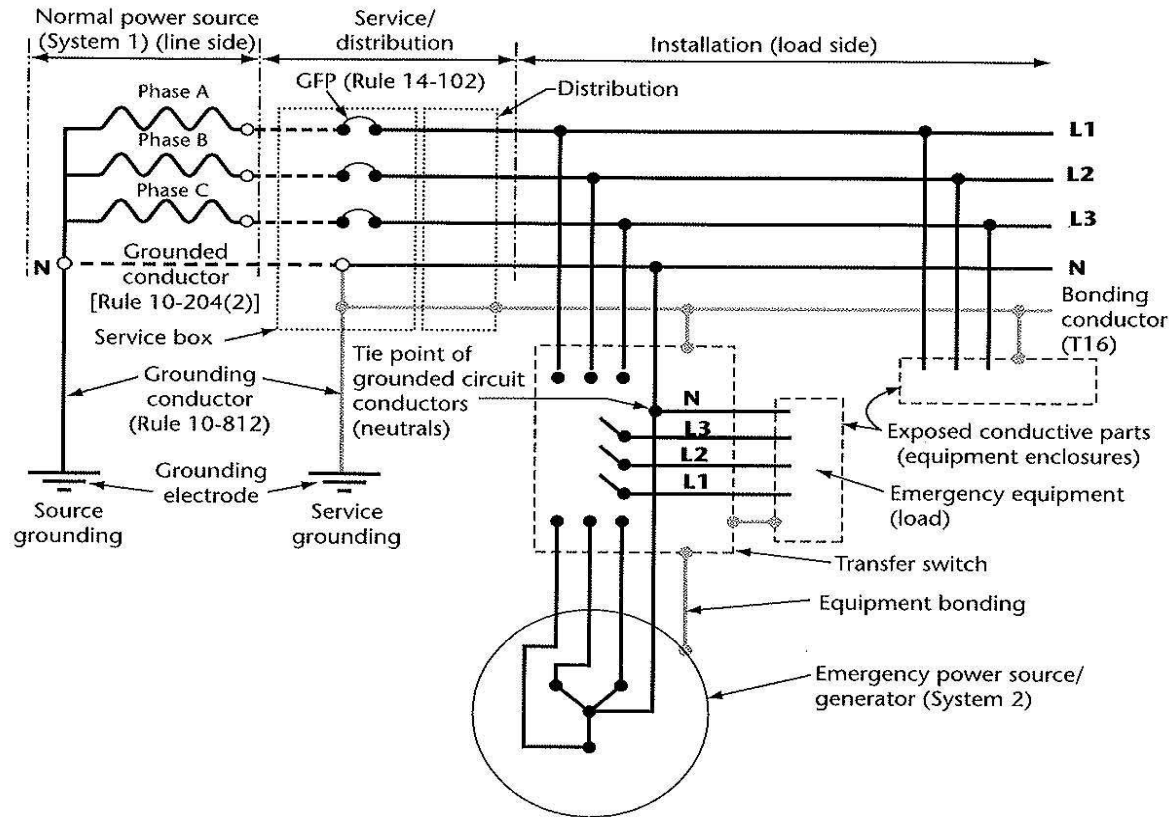 Normal power source
(System 1) (line side)
Service/
distribution
Installation (load side)
GFP (Rule 14-102)
Distribution
Phase A
Phase B
Phase C
L1
L2
L3
N
N
Grounded
conductor
[Rule 10-204(2)]
Bonding
conductor
(T16)
Service box
Tie point of
grounded circuit
conductors
(neutrals)
Grounding
conductor
(Rule 10-812)
N
L3
L2
L1
Exposed conductive parts
(equipment enclosures)
Grounding
electrode
Emergency equipment
(load)
Source
grounding
Service
grounding
Transfer switch
Equipment bonding
Emergency power source/
generator (System 2)